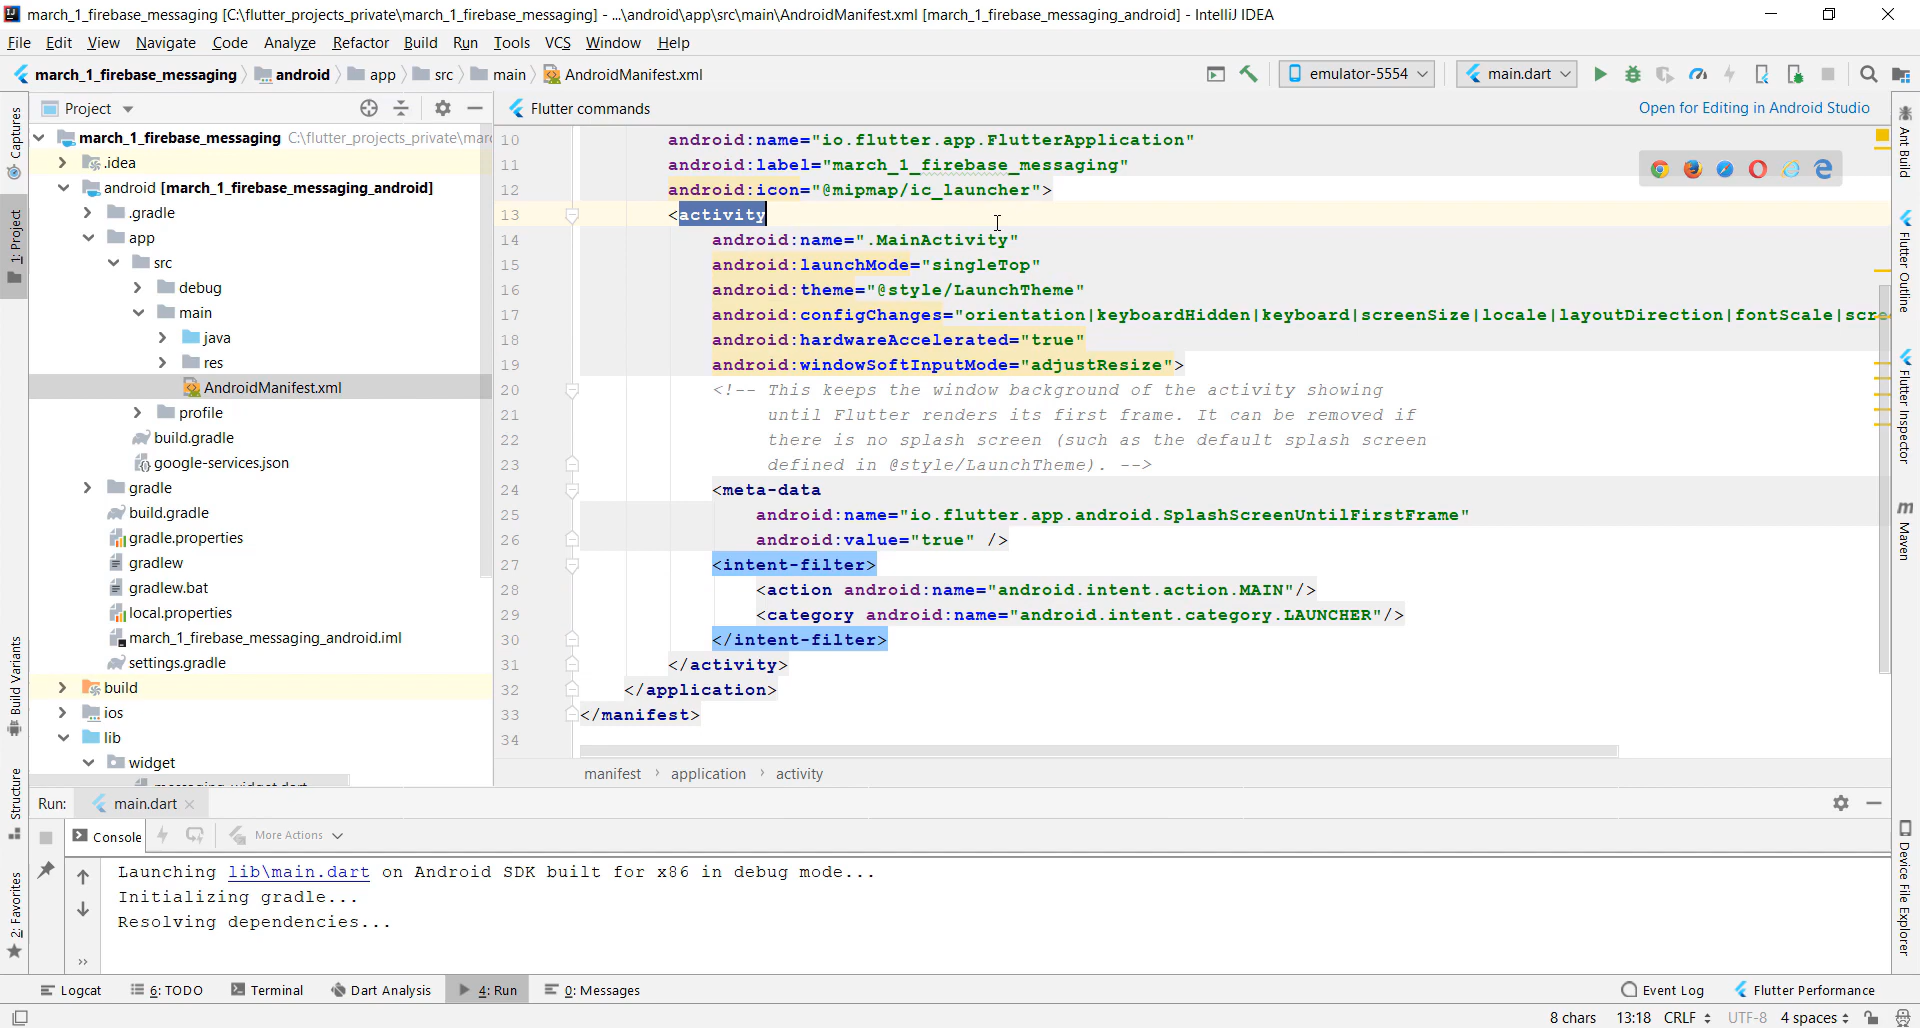 march_1_firebase_messaging [C:\flutter_projects_private\march_1_firebase_messaging] - ...\android\app\src\main\AndroidManifest.xml [march_1_firebase_messaging_android] - IntelliJ IDEA
File Edit View Navigate Code Analyze Refactor Build Run Tools VCS Window Help
march_1_firebase_messaging android app src main AndroidManifest.xml emulator-5554 main.dart
Project
Flutter commands
Open for Editing in Android Studio
Captures
1: Project
Build Variants
Structure
2: Favorites
march_1_firebase_messaging C:\flutter_projects_private\marc
.idea
android [march_1_firebase_messaging_android]
.gradle
app
src
debug
main
java
res
AndroidManifest.xml
profile
build.gradle
google-services.json
gradle
build.gradle
gradle.properties
gradlew
gradlew.bat
local.properties
march_1_firebase_messaging_android.iml
settings.gradle
build
ios
lib
widget
10 android:name="io.flutter.app.FlutterApplication"
11 android:label="march_1_firebase_messaging"
12 android:icon="@mipmap/ic_launcher">
13 <activity
14 android:name=".MainActivity"
15 android:launchMode="singleTop"
16 android:theme="@style/LaunchTheme"
17 android:configChanges="orientation|keyboardHidden|keyboard|screenSize|locale|layoutDirection|fontScale|scre
18 android:hardwareAccelerated="true"
19 android:windowSoftInputMode="adjustResize">
20 <!-- This keeps the window background of the activity showing
21 until Flutter renders its first frame. It can be removed if
22 there is no splash screen (such as the default splash screen
23 defined in @style/LaunchTheme). -->
24 <meta-data
25 android:name="io.flutter.app.android.SplashScreenUntilFirstFrame"
26 android:value="true" />
27 <intent-filter>
28 <action android:name="android.intent.action.MAIN"/>
29 <category android:name="android.intent.category.LAUNCHER"/>
30 </intent-filter>
31 </activity>
32 </application>
33 </manifest>
34
manifest › application › activity
Ant Build
Flutter Outline
Flutter Inspector
Maven
Device File Explorer
Run: main.dart
Console More Actions
Launching lib\main.dart on Android SDK built for x86 in debug mode...
Initializing gradle...
Resolving dependencies...
Logcat 6: TODO Terminal Dart Analysis 4: Run 0: Messages Event Log Flutter Performance
8 chars 13:18 CRLF UTF-8 4 spaces